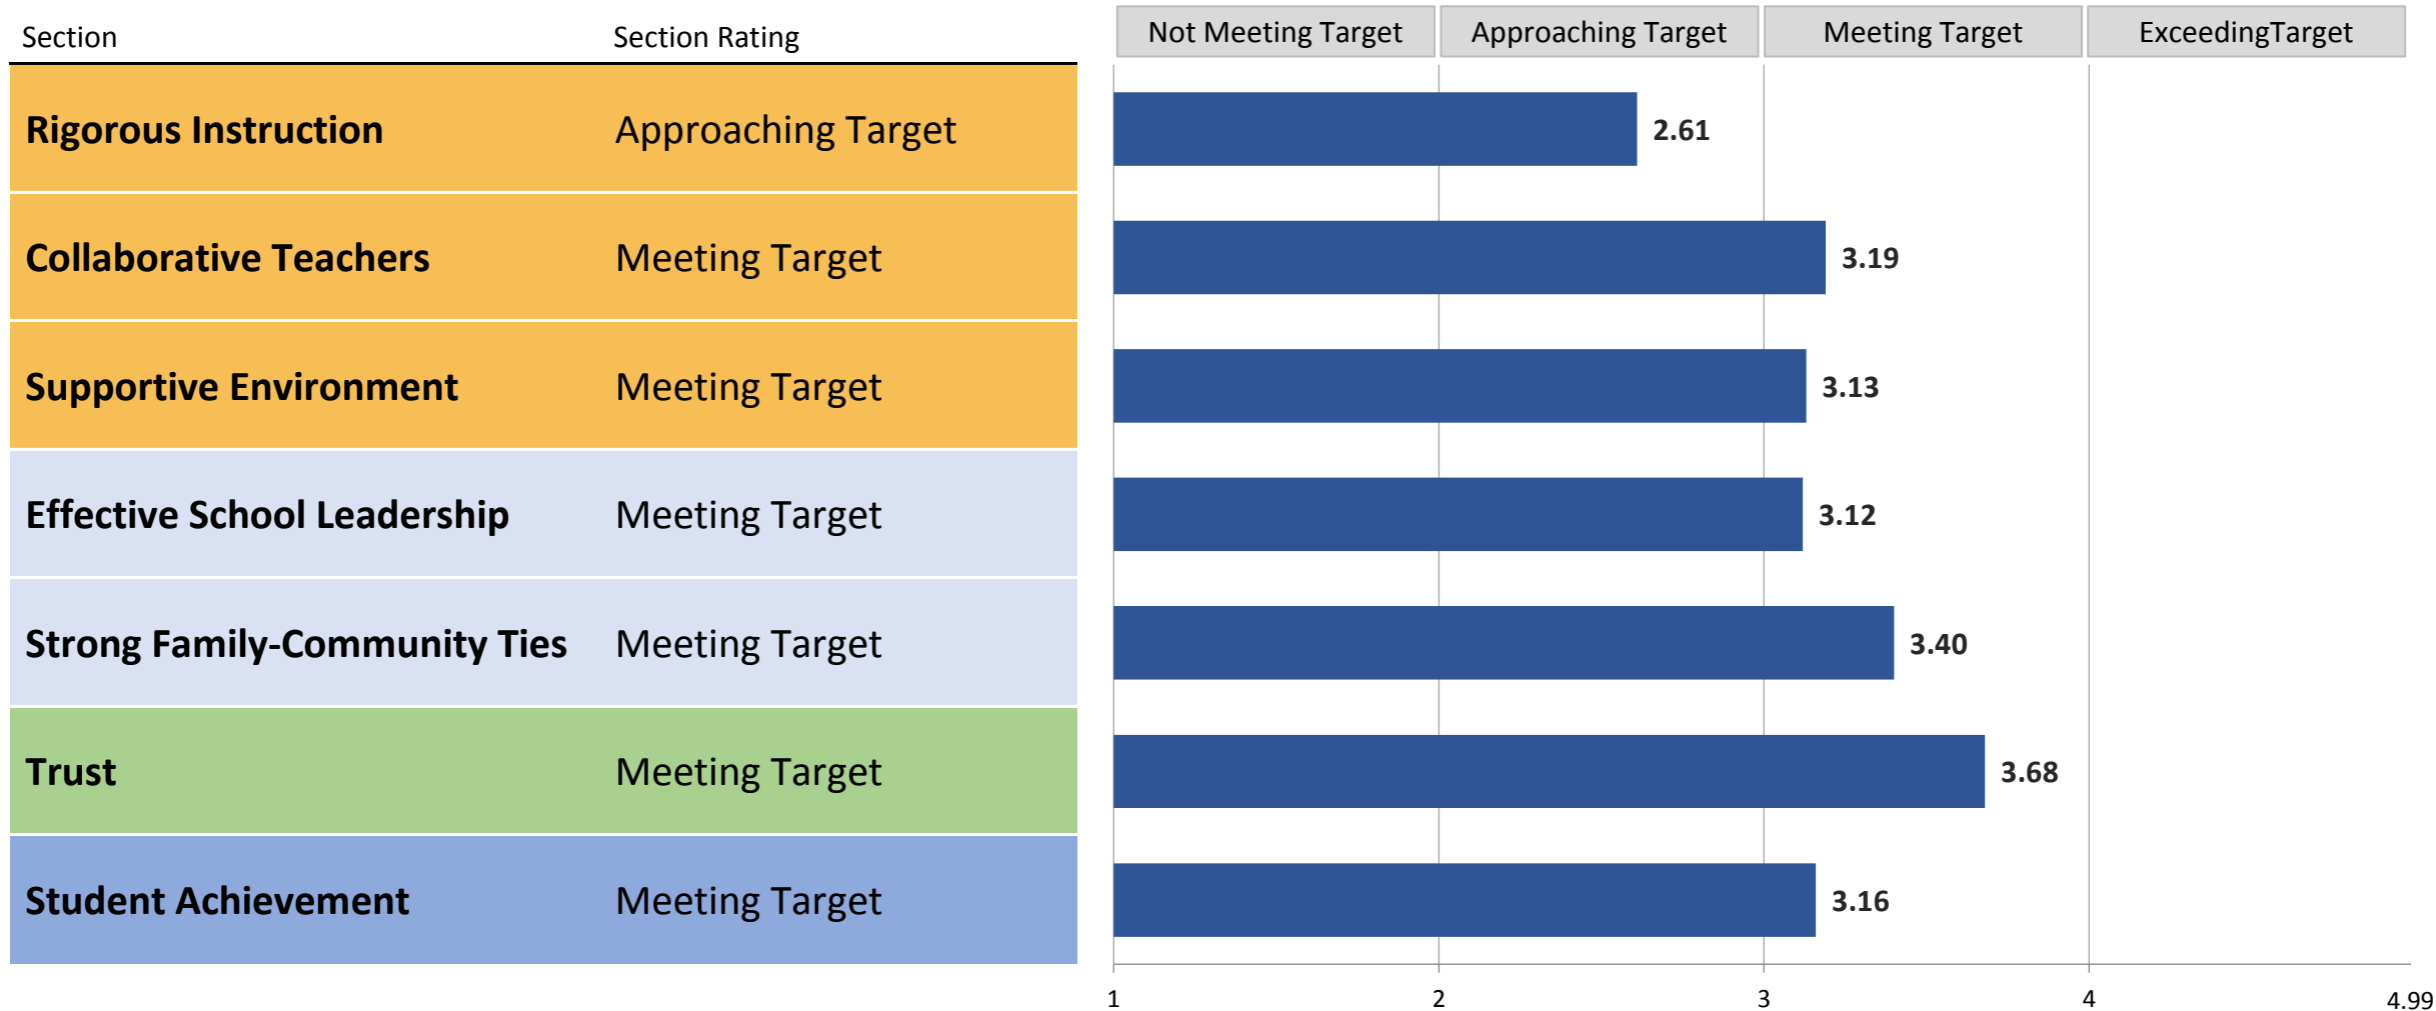 Section Section Rating Not Meeting Target Approaching Target Meeting Target ExceedingTarget
Rigorous Instruction Approaching Target 2.61
Collaborative Teachers Meeting Target 3.19
Supportive Environment Meeting Target 3.13
Effective School Leadership Meeting Target 3.12
Strong Family-Community Ties Meeting Target 3.40
Trust Meeting Target 3.68
Student Achievement Meeting Target 3.16
1 2 3 4 4.99